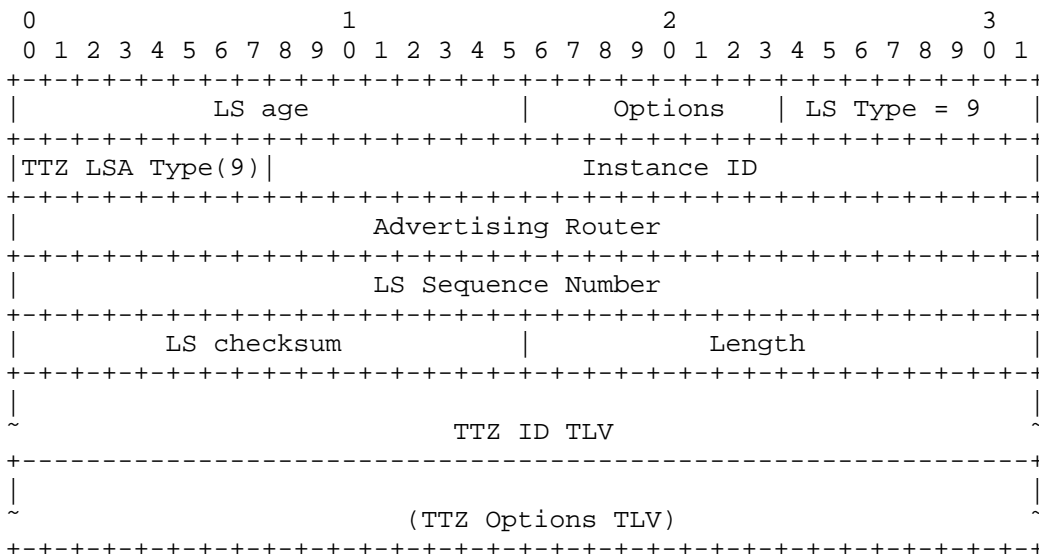 0                   1                   2                   3
 0 1 2 3 4 5 6 7 8 9 0 1 2 3 4 5 6 7 8 9 0 1 2 3 4 5 6 7 8 9 0 1
+-+-+-+-+-+-+-+-+-+-+-+-+-+-+-+-+-+-+-+-+-+-+-+-+-+-+-+-+-+-+-+-+
|            LS age             |     Options   | LS Type = 9   |
+-+-+-+-+-+-+-+-+-+-+-+-+-+-+-+-+-+-+-+-+-+-+-+-+-+-+-+-+-+-+-+-+
|TTZ LSA Type(9)|                   Instance ID                 |
+-+-+-+-+-+-+-+-+-+-+-+-+-+-+-+-+-+-+-+-+-+-+-+-+-+-+-+-+-+-+-+-+
|                      Advertising Router                       |
+-+-+-+-+-+-+-+-+-+-+-+-+-+-+-+-+-+-+-+-+-+-+-+-+-+-+-+-+-+-+-+-+
|                      LS Sequence Number                       |
+-+-+-+-+-+-+-+-+-+-+-+-+-+-+-+-+-+-+-+-+-+-+-+-+-+-+-+-+-+-+-+-+
|         LS checksum           |           Length              |
+-+-+-+-+-+-+-+-+-+-+-+-+-+-+-+-+-+-+-+-+-+-+-+-+-+-+-+-+-+-+-+-+
|                                                               |
~                           TTZ ID TLV                          ~
+---------------------------------------------------------------+
|                                                               |
~                        (TTZ Options TLV)                      ~
+-+-+-+-+-+-+-+-+-+-+-+-+-+-+-+-+-+-+-+-+-+-+-+-+-+-+-+-+-+-+-+-+